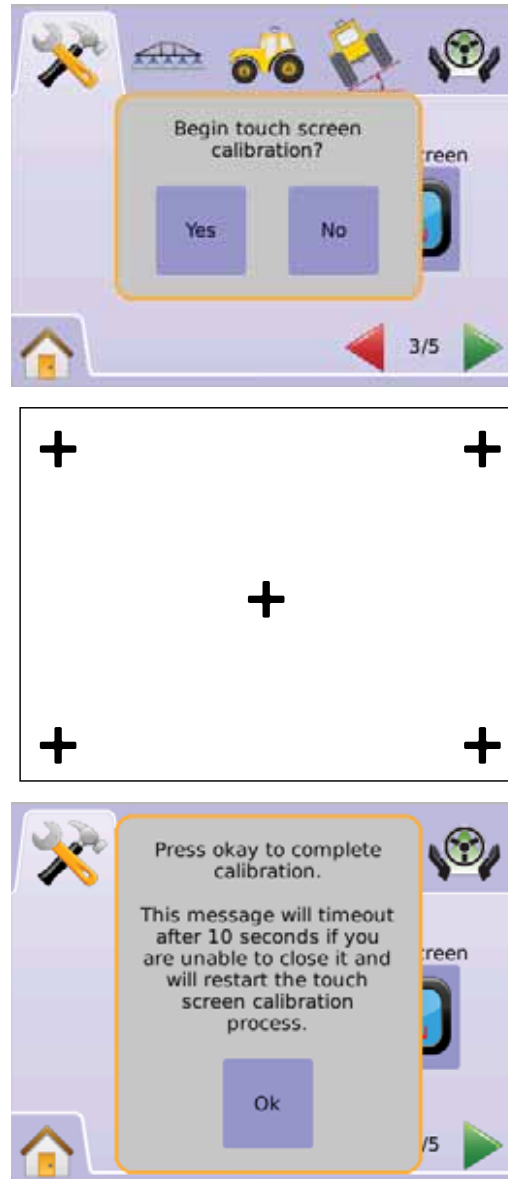 Begin touch screen
calibration?
reen
Yes
No
3/5
Press okay to complete
calibration.
This message will timeout
after 10 seconds if you
are unable to close it and
will restart the touch
screen calibration
process.
reen
Ok
/5